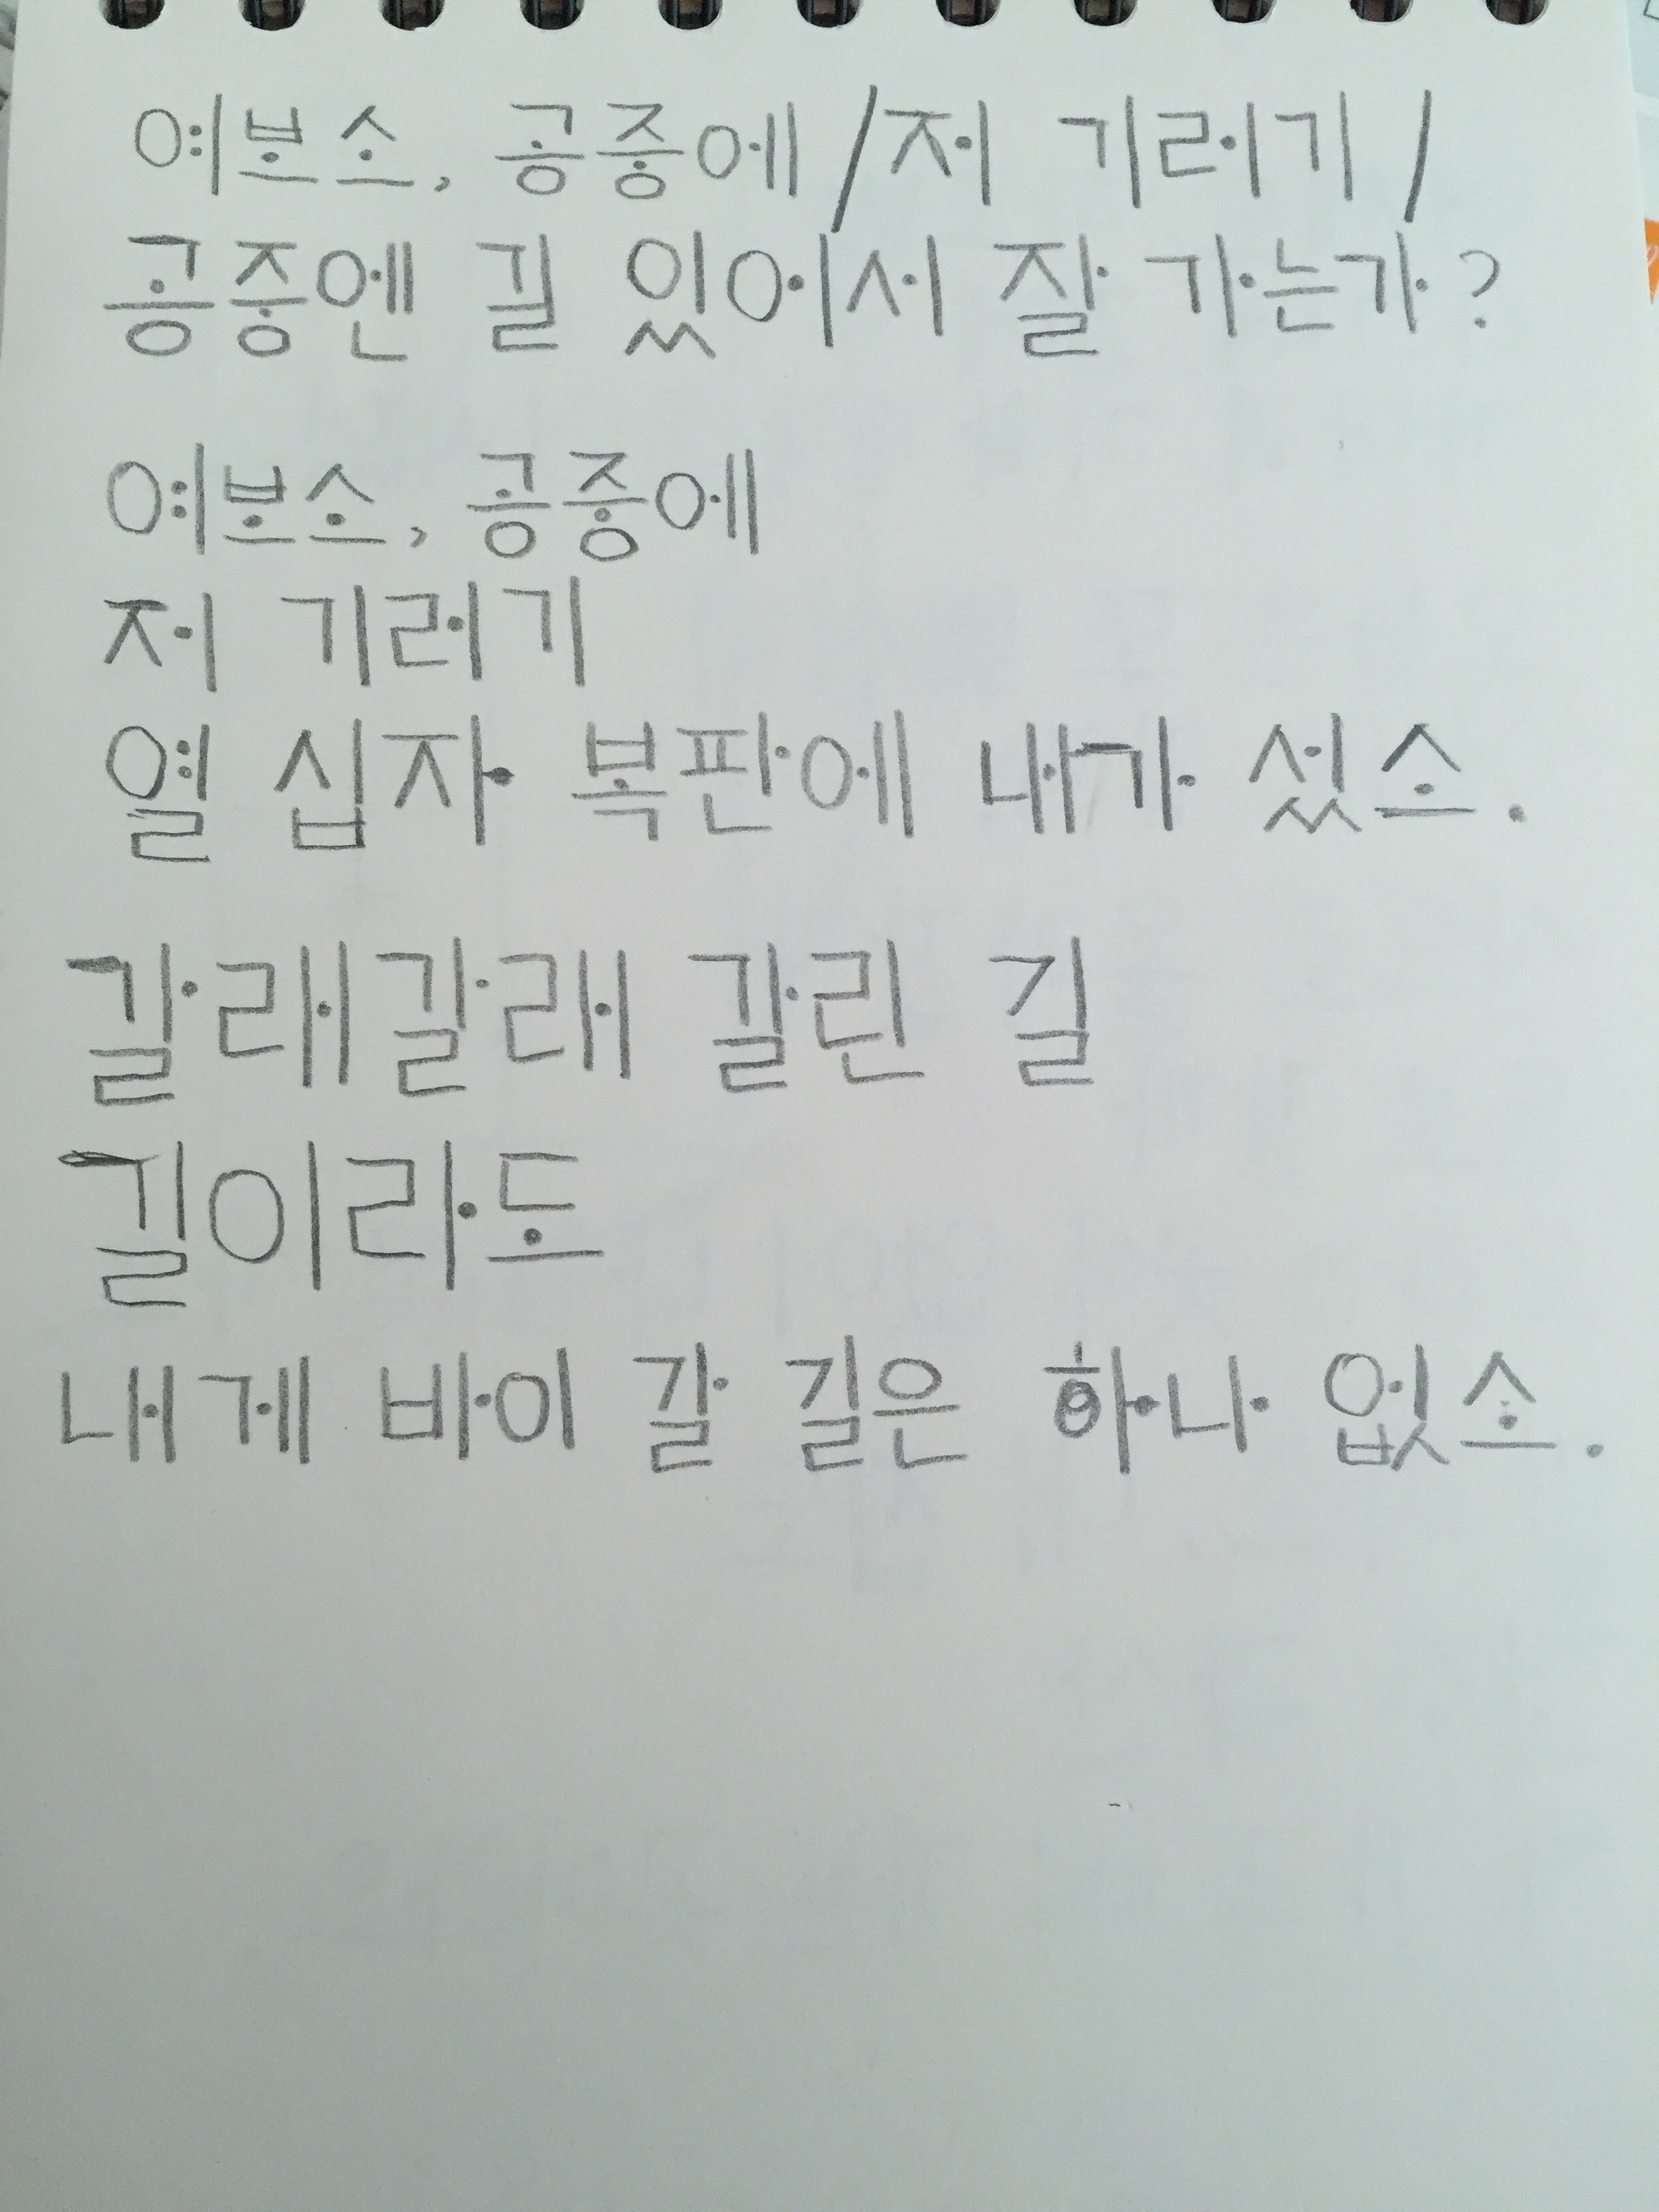 여보소, 공중에 / 저 기러기 /
공중엔 길 있어서 잘 가는가?
여보소, 공중에
저 기러기
열 십자 복판에 내가 섰소.
갈래갈래 갈린 길
길이라도
내게 바이 갈 길은 하나 없소.